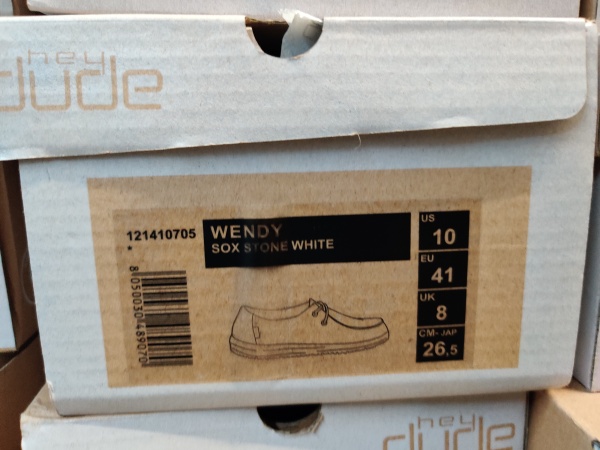 hey
dude
121410705
*
WENDY
SOX STONE WHITE
US
10
EU
41
UK
8
CM-JAP
26,5
8050030489070
hey
dude